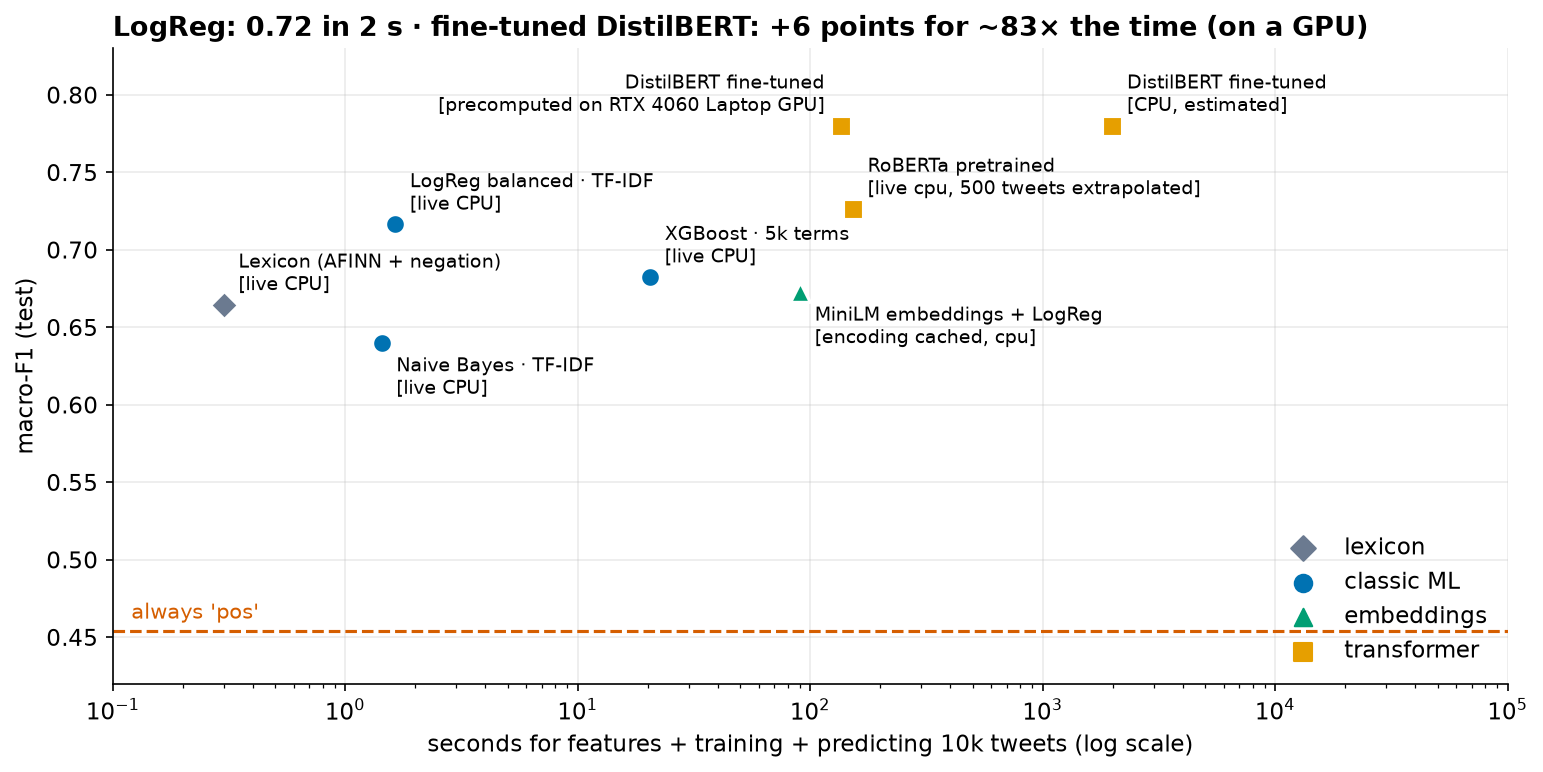 LogReg: 0.72 in 2 s · fine-tuned DistilBERT: +6 points for ~83× the time (on a GPU)
DistilBERT fine-tuned
[precomputed on RTX 4060 Laptop GPU]
DistilBERT fine-tuned
[CPU, estimated]
RoBERTa pretrained
[live cpu, 500 tweets extrapolated]
LogReg balanced · TF-IDF
[live CPU]
XGBoost · 5k terms
[live CPU]
Lexicon (AFINN + negation)
[live CPU]
MiniLM embeddings + LogReg
[encoding cached, cpu]
Naive Bayes · TF-IDF
[live CPU]
always 'pos'
lexicon
classic ML
embeddings
transformer
macro-F1 (test)
0.80
0.75
0.70
0.65
0.60
0.55
0.50
0.45
10⁻¹ 10⁰ 10¹ 10² 10³ 10⁴ 10⁵
seconds for features + training + predicting 10k tweets (log scale)